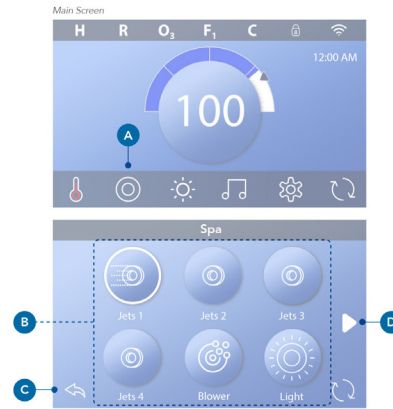 Main Screen
H R O₃ F₁ C
12:00 AM
100
A
Spa
Jets 1 Jets 2 Jets 3
B
D
C
Jets 4 Blower Light